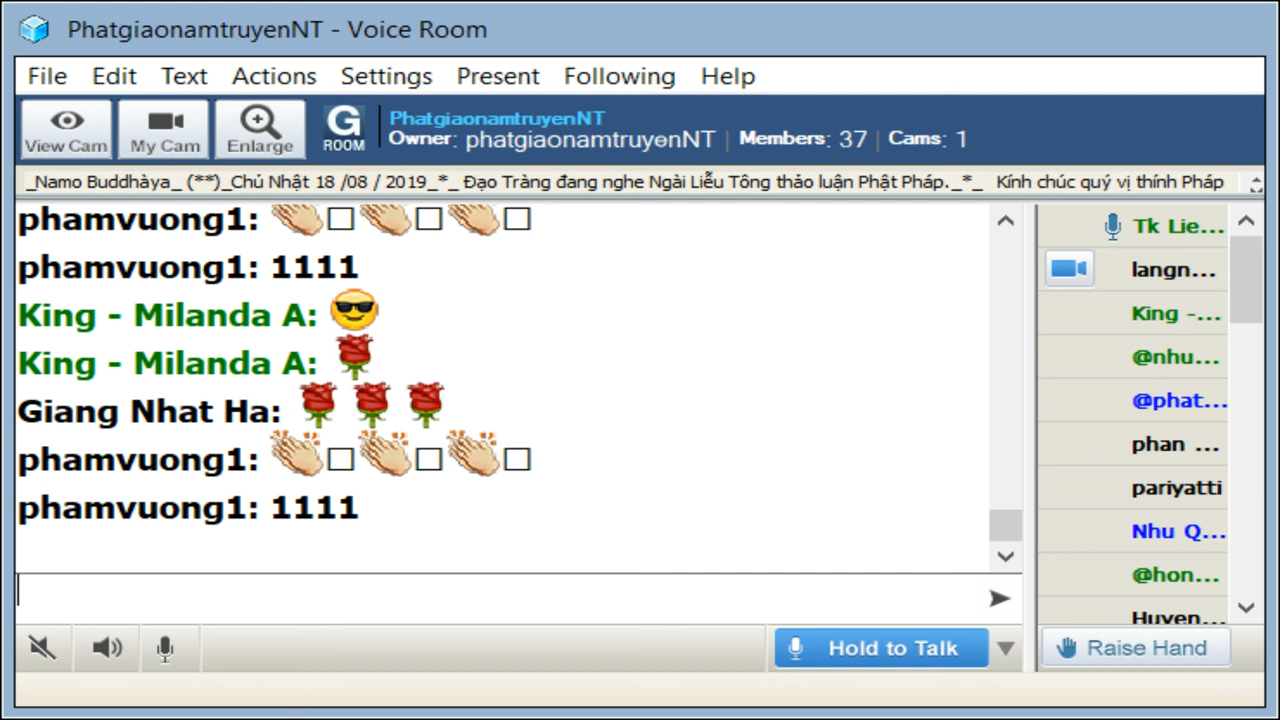 PhatgiaonamtruyenNT - Voice Room
File Edit Text Actions Settings Present Following Help
View Cam My Cam Enlarge G ROOM
PhatgiaonamtruyenNT
Owner: phatgiaonamtruyenNT | Members: 37 | Cams: 1
_Namo Buddhàya_ (**)_Chủ Nhật 18 /08 / 2019_*_ Đạo Tràng đang nghe Ngài Liễu Tông thảo luận Phật Pháp._*_ Kính chúc quý vị thính Pháp
phamvuong1: 👏□👏□👏□
phamvuong1: 1111
King - Milanda A: 😎
King - Milanda A: 🌹
Giang Nhat Ha: 🌹 🌹 🌹
phamvuong1: 👏□👏□👏□
phamvuong1: 1111
Tk Lie...
langn...
King -...
@nhu...
@phat...
phan ...
pariyatti
Nhu Q...
@hon...
Huyen...
Hold to Talk
Raise Hand